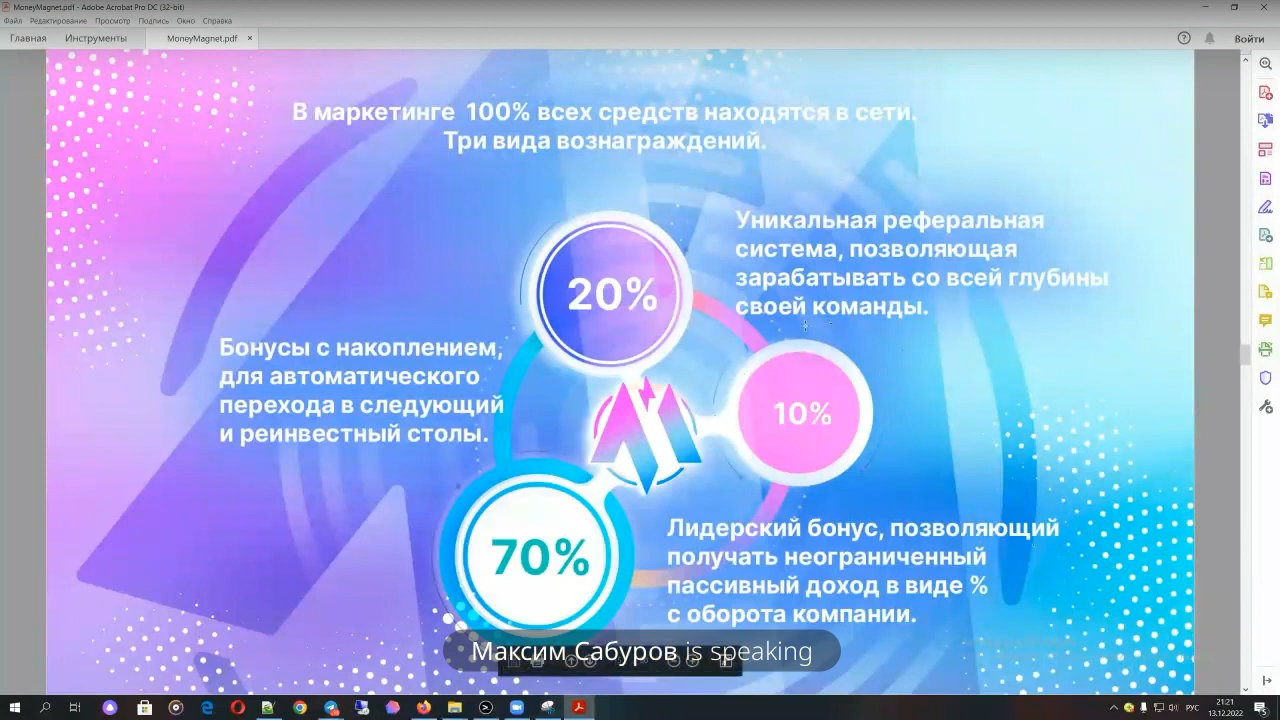 MoneyMagnet.pdf - Adobe Acrobat Pro DC (32-bit)
Файл Редактирование Просмотр Подпись Окно Справка
Главная Инструменты MoneyMagnet.pdf × Войти
В маркетинге 100% всех средств находятся в сети.
Три вида вознаграждений.
20%
Уникальная реферальная
система, позволяющая
зарабатывать со всей глубины
своей команды.
Бонусы с накоплением,
для автоматического
перехода в следующий
и реинвестный столы.
10%
70%
Лидерский бонус, позволяющий
получать неограниченный
пассивный доход в виде %
с оборота компании.
Максим Сабуров is speaking
РУС
21:21
13.12.2022